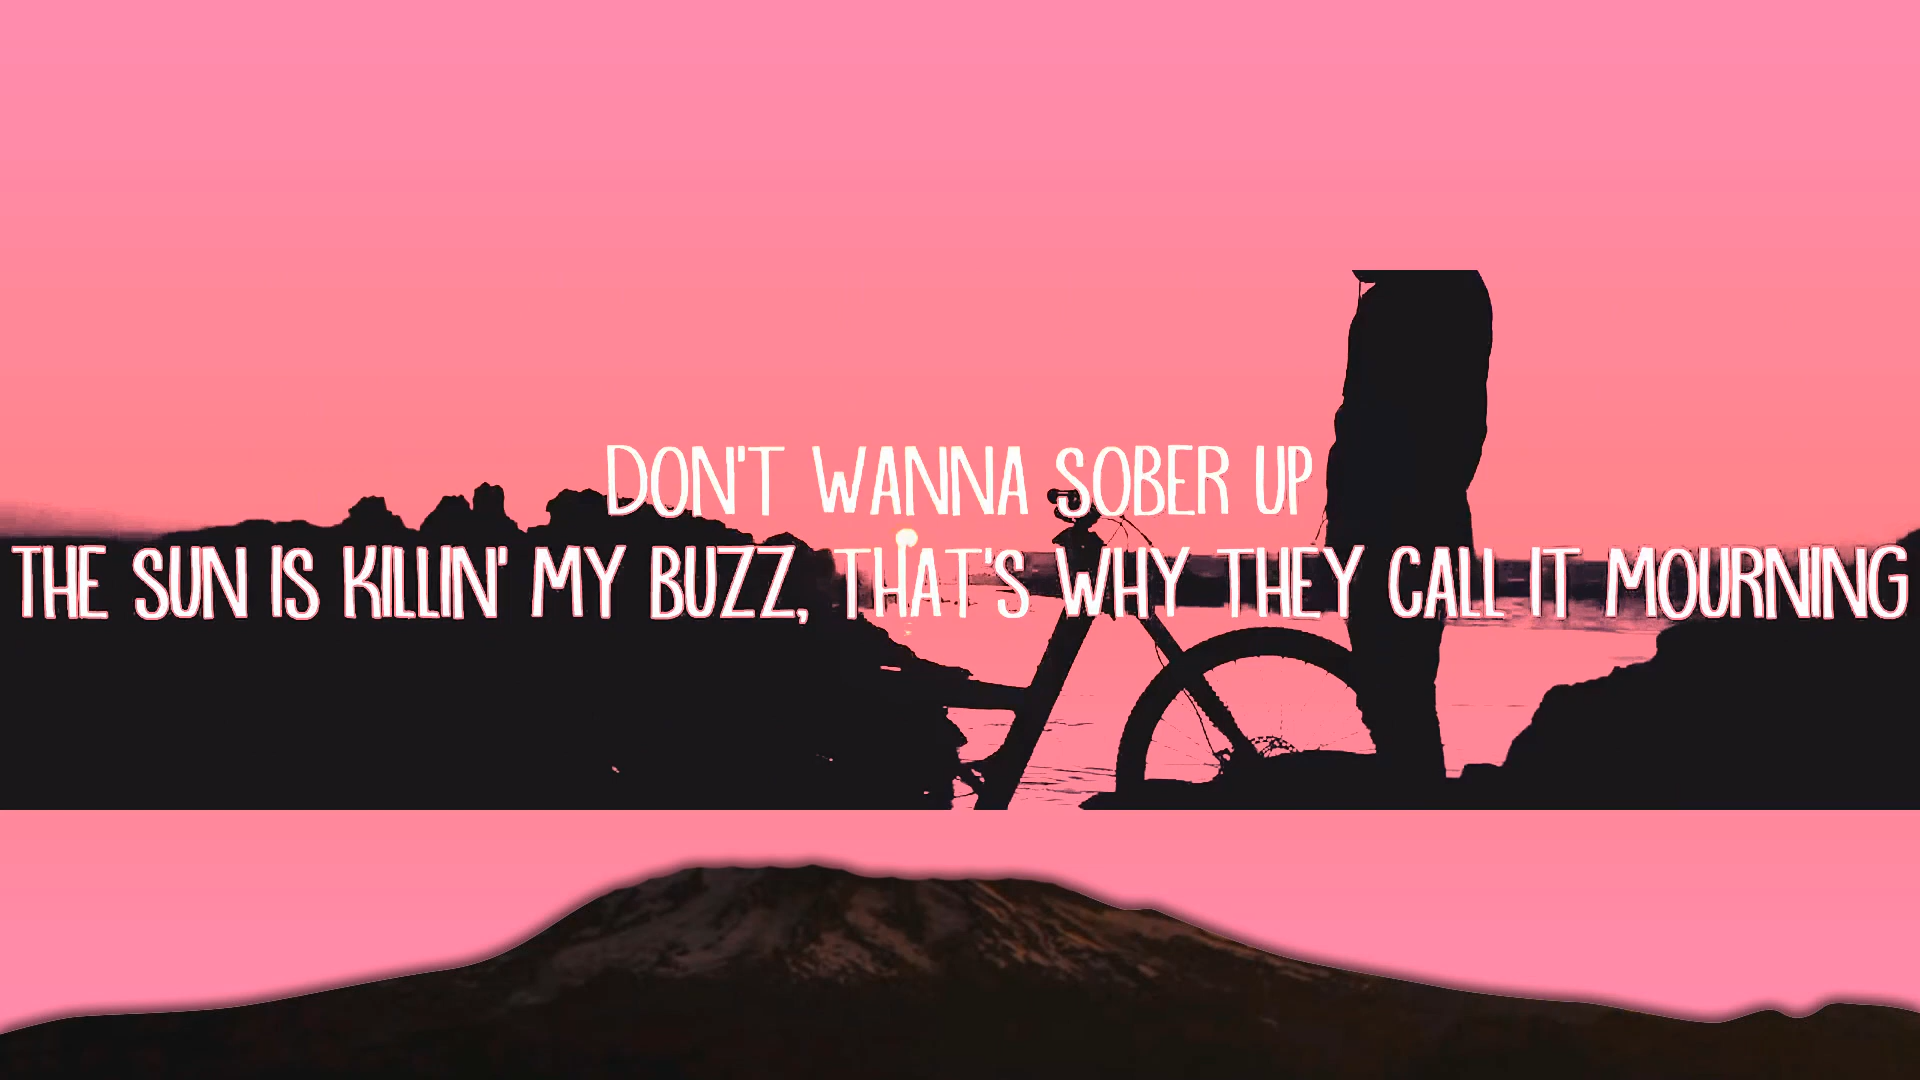 DON'T WANNA SOBER UP
THE SUN IS KILLIN' MY BUZZ, THAT'S WHY THEY CALL IT MOURNING